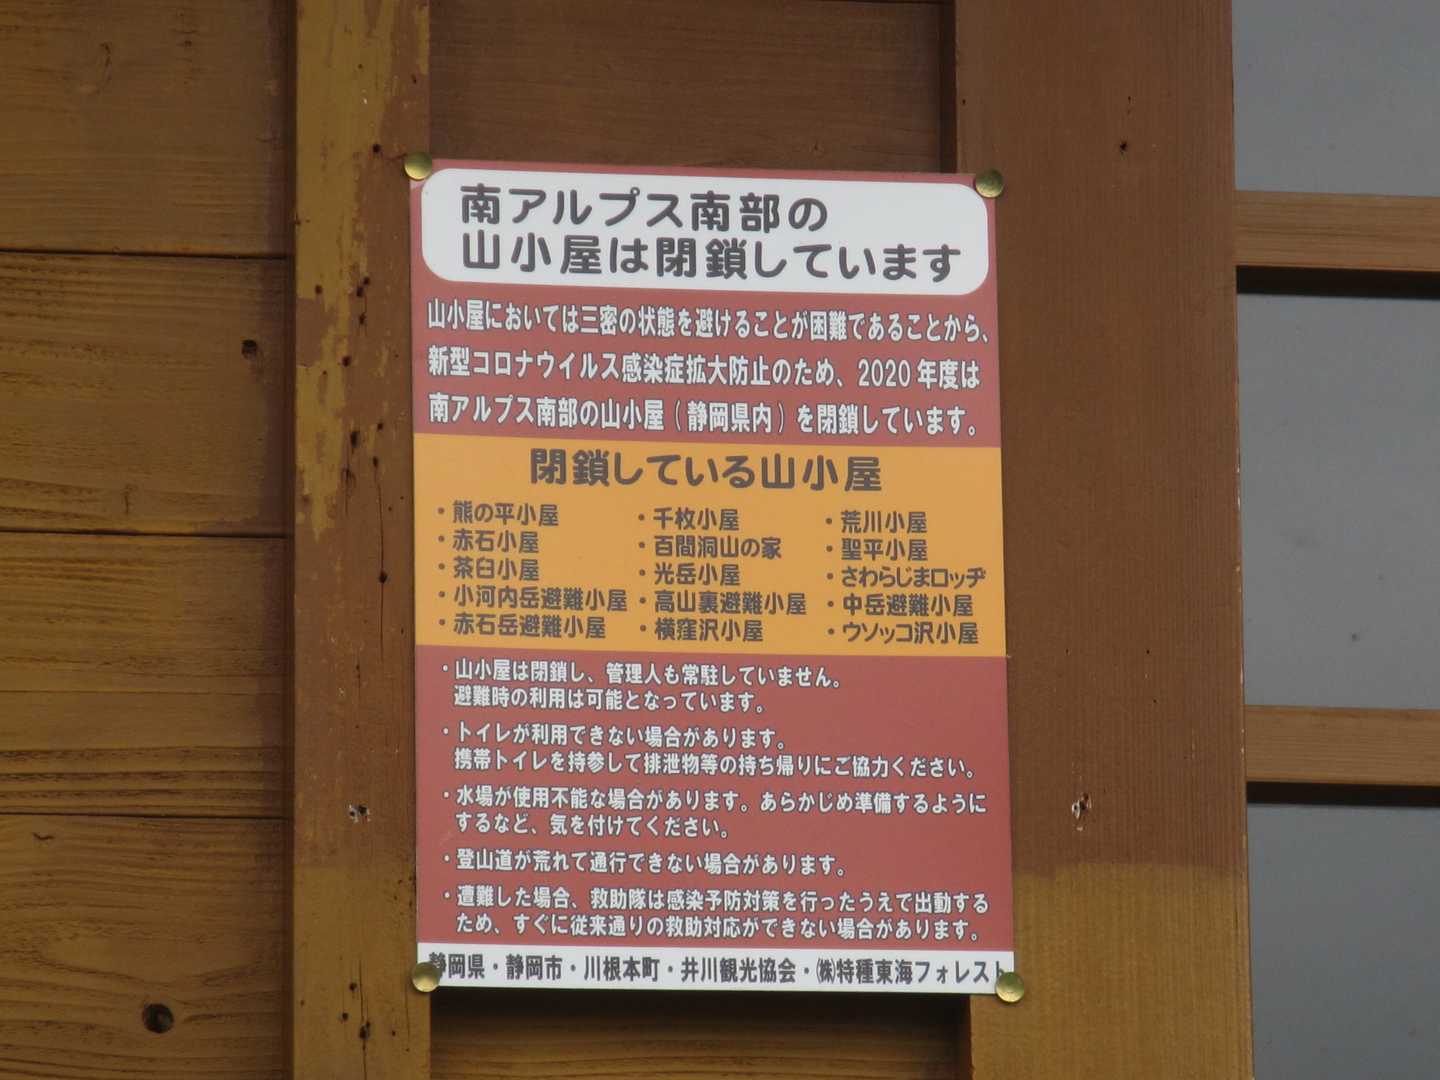 南アルプス南部の
山小屋は閉鎖しています
山小屋においては三密の状態を避けることが困難であることから、
新型コロナウイルス感染症拡大防止のため、2020年度は
南アルプス南部の山小屋（静岡県内）を閉鎖しています。
閉鎖している山小屋
・熊の平小屋 ・千枚小屋 ・荒川小屋
・赤石小屋 ・百間洞山の家 ・聖平小屋
・茶臼小屋 ・光岳小屋 ・さわらじまロッヂ
・小河内岳避難小屋 ・高山裏避難小屋 ・中岳避難小屋
・赤石岳避難小屋 ・横窪沢小屋 ・ウソッコ沢小屋
・山小屋は閉鎖し、管理人も常駐していません。
避難時の利用は可能となっています。
・トイレが利用できない場合があります。
携帯トイレを持参して排泄物等の持ち帰りにご協力ください。
・水場が使用不能な場合があります。あらかじめ準備するように
するなど、気を付けてください。
・登山道が荒れて通行できない場合があります。
・遭難した場合、救助隊は感染予防対策を行ったうえで出動する
ため、すぐに従来通りの救助対応ができない場合があります。
静岡県・静岡市・川根本町・井川観光協会・㈱特種東海フォレスト